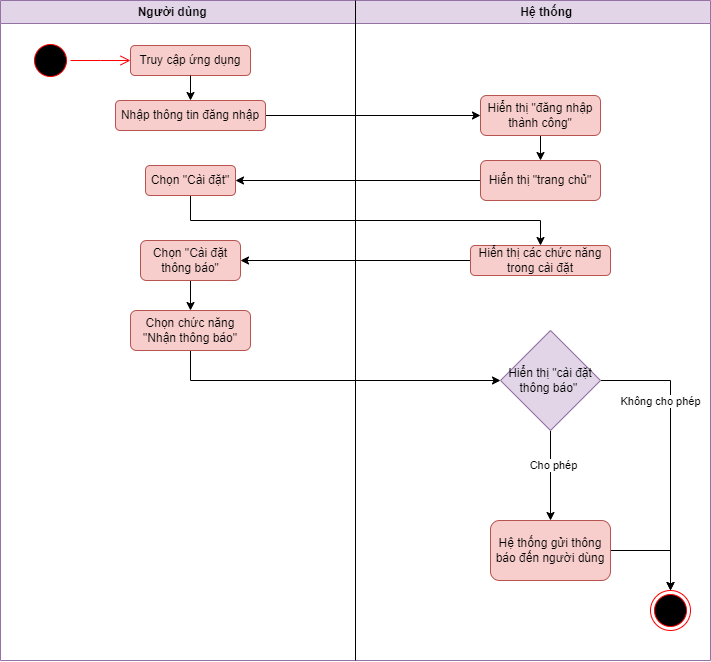 Người dùng
Hệ thống
Truy cập ứng dụng
Nhập thông tin đăng nhập
Hiển thị "đăng nhập
thành công"
Chọn "Cài đặt"
Hiển thị "trang chủ"
Chọn "Cài đặt
thông báo"
Hiển thị các chức năng
trong cài đặt
Chọn chức năng
"Nhận thông báo"
Hiển thị "cài đặt
thông báo"
Không cho phép
Cho phép
Hệ thống gửi thông
báo đến người dùng